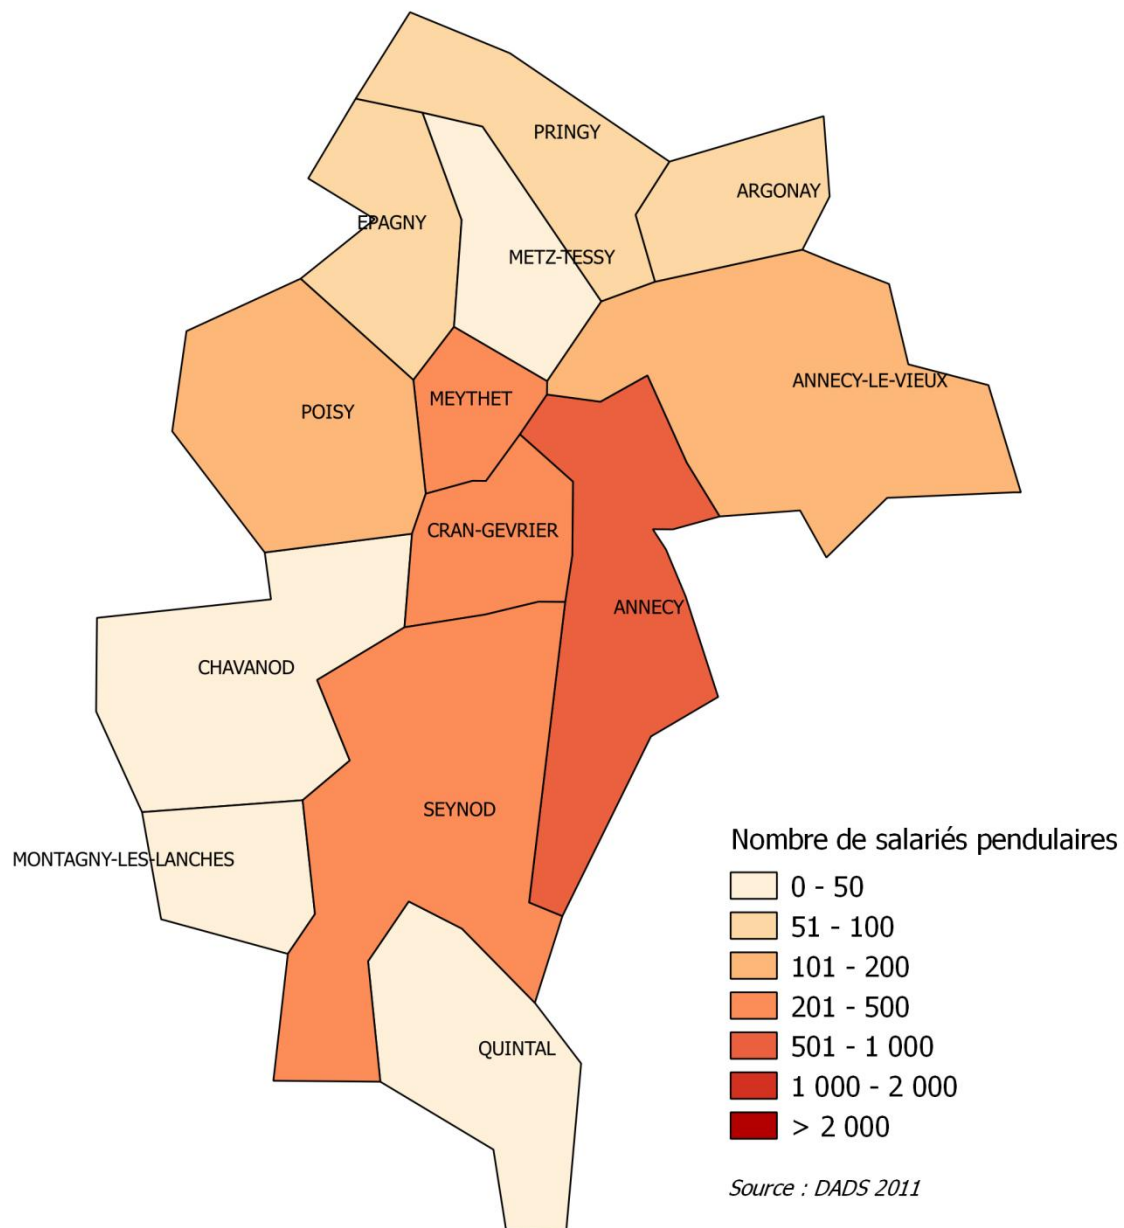 PRINGY
ARGONAY
EPAGNY
METZ-TESSY
ANNECY-LE-VIEUX
MEYTHET
POISY
CRAN-GEVRIER
ANNECY
CHAVANOD
SEYNOD
MONTAGNY-LES-LANCHES
QUINTAL
Nombre de salariés pendulaires
0 - 50
51 - 100
101 - 200
201 - 500
501 - 1 000
1 000 - 2 000
> 2 000
Source : DADS 2011